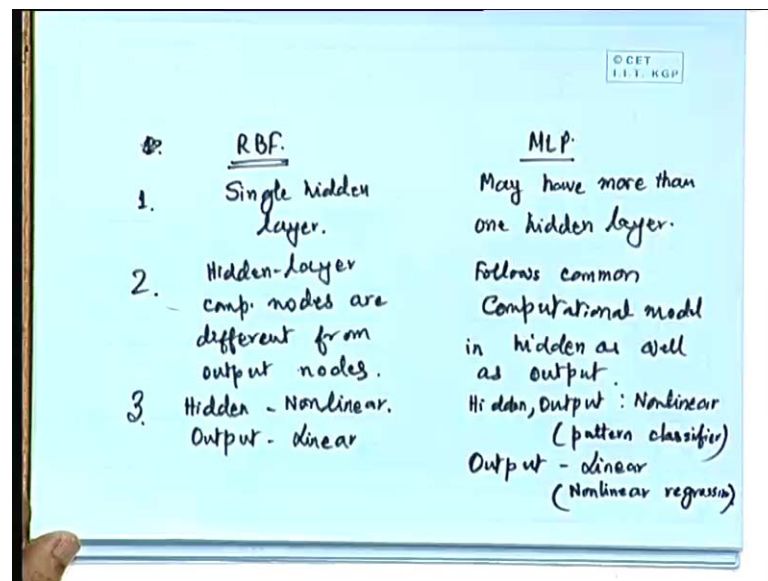 © CET
I.I.T. KGP
RBF.
MLP.
1.
Single hidden
layer.
May have more than
one hidden layer.
2.
Hidden-Layer
comp. nodes are
different from
output nodes.
Follows common
Computational model
in hidden as well
as output.
3.
Hidden - Nonlinear.
Output - Linear
Hidden, Output : Nonlinear
(pattern classifier)
Output - Linear
(Nonlinear regression)